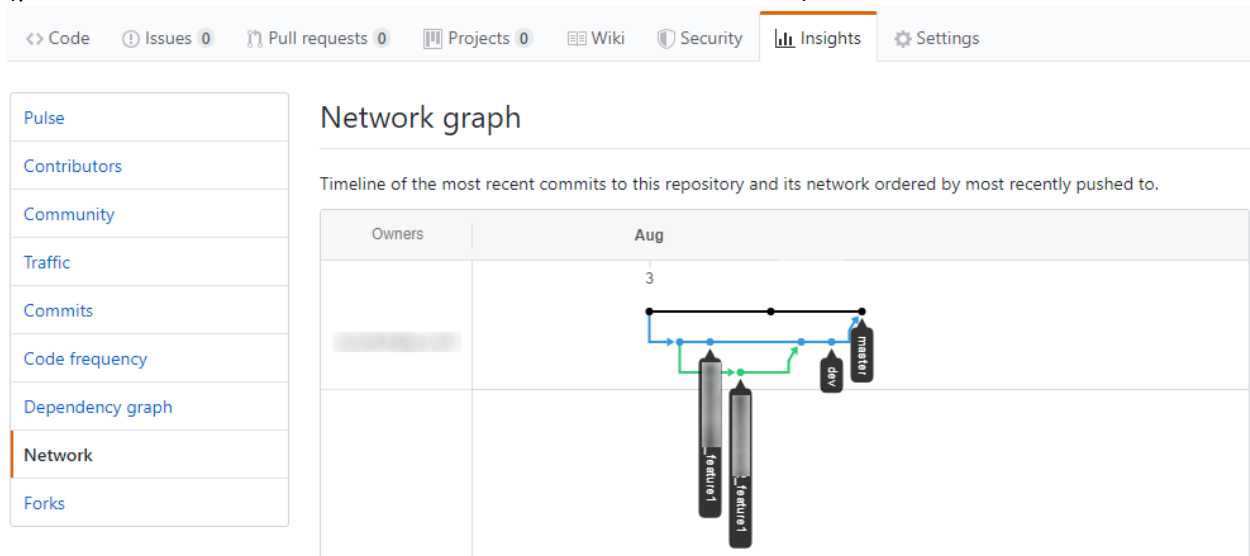 Code Issues 0 Pull requests 0 Projects 0 Wiki Security Insights Settings
Pulse
Contributors
Community
Traffic
Commits
Code frequency
Dependency graph
Network
Forks
Network graph
Timeline of the most recent commits to this repository and its network ordered by most recently pushed to.
Owners
Aug
3
master
dev
_feature1
_feature1